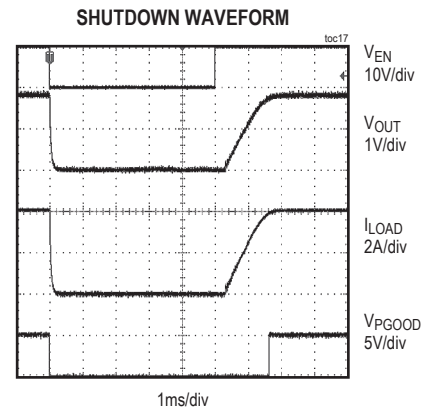 SHUTDOWN WAVEFORM
toc17
VEN
10V/div
VOUT
1V/div
ILOAD
2A/div
VPGOOD
5V/div
1ms/div